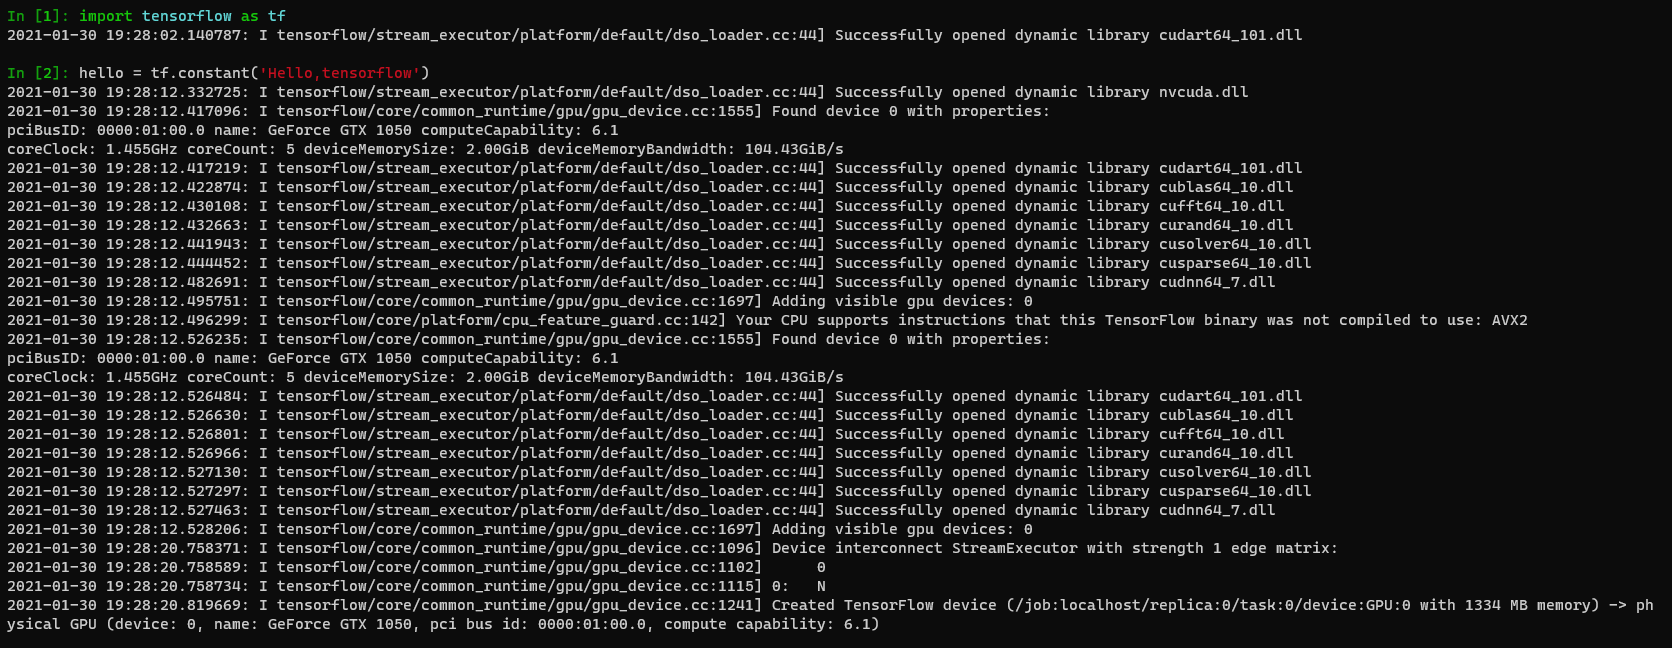 In [1]: import tensorflow as tf
2021-01-30 19:28:02.140787: I tensorflow/stream_executor/platform/default/dso_loader.cc:44] Successfully opened dynamic library cudart64_101.dll
In [2]: hello = tf.constant('Hello,tensorflow')
2021-01-30 19:28:12.332725: I tensorflow/stream_executor/platform/default/dso_loader.cc:44] Successfully opened dynamic library nvcuda.dll
2021-01-30 19:28:12.417096: I tensorflow/core/common_runtime/gpu/gpu_device.cc:1555] Found device 0 with properties:
pciBusID: 0000:01:00.0 name: GeForce GTX 1050 computeCapability: 6.1
coreClock: 1.455GHz coreCount: 5 deviceMemorySize: 2.00GiB deviceMemoryBandwidth: 104.43GiB/s
2021-01-30 19:28:12.417219: I tensorflow/stream_executor/platform/default/dso_loader.cc:44] Successfully opened dynamic library cudart64_101.dll
2021-01-30 19:28:12.422874: I tensorflow/stream_executor/platform/default/dso_loader.cc:44] Successfully opened dynamic library cublas64_10.dll
2021-01-30 19:28:12.430108: I tensorflow/stream_executor/platform/default/dso_loader.cc:44] Successfully opened dynamic library cufft64_10.dll
2021-01-30 19:28:12.432663: I tensorflow/stream_executor/platform/default/dso_loader.cc:44] Successfully opened dynamic library curand64_10.dll
2021-01-30 19:28:12.441943: I tensorflow/stream_executor/platform/default/dso_loader.cc:44] Successfully opened dynamic library cusolver64_10.dll
2021-01-30 19:28:12.444452: I tensorflow/stream_executor/platform/default/dso_loader.cc:44] Successfully opened dynamic library cusparse64_10.dll
2021-01-30 19:28:12.482691: I tensorflow/stream_executor/platform/default/dso_loader.cc:44] Successfully opened dynamic library cudnn64_7.dll
2021-01-30 19:28:12.495751: I tensorflow/core/common_runtime/gpu/gpu_device.cc:1697] Adding visible gpu devices: 0
2021-01-30 19:28:12.496299: I tensorflow/core/platform/cpu_feature_guard.cc:142] Your CPU supports instructions that this TensorFlow binary was not compiled to use: AVX2
2021-01-30 19:28:12.526235: I tensorflow/core/common_runtime/gpu/gpu_device.cc:1555] Found device 0 with properties:
pciBusID: 0000:01:00.0 name: GeForce GTX 1050 computeCapability: 6.1
coreClock: 1.455GHz coreCount: 5 deviceMemorySize: 2.00GiB deviceMemoryBandwidth: 104.43GiB/s
2021-01-30 19:28:12.526484: I tensorflow/stream_executor/platform/default/dso_loader.cc:44] Successfully opened dynamic library cudart64_101.dll
2021-01-30 19:28:12.526630: I tensorflow/stream_executor/platform/default/dso_loader.cc:44] Successfully opened dynamic library cublas64_10.dll
2021-01-30 19:28:12.526801: I tensorflow/stream_executor/platform/default/dso_loader.cc:44] Successfully opened dynamic library cufft64_10.dll
2021-01-30 19:28:12.526966: I tensorflow/stream_executor/platform/default/dso_loader.cc:44] Successfully opened dynamic library curand64_10.dll
2021-01-30 19:28:12.527130: I tensorflow/stream_executor/platform/default/dso_loader.cc:44] Successfully opened dynamic library cusolver64_10.dll
2021-01-30 19:28:12.527297: I tensorflow/stream_executor/platform/default/dso_loader.cc:44] Successfully opened dynamic library cusparse64_10.dll
2021-01-30 19:28:12.527463: I tensorflow/stream_executor/platform/default/dso_loader.cc:44] Successfully opened dynamic library cudnn64_7.dll
2021-01-30 19:28:12.528206: I tensorflow/core/common_runtime/gpu/gpu_device.cc:1697] Adding visible gpu devices: 0
2021-01-30 19:28:20.758371: I tensorflow/core/common_runtime/gpu/gpu_device.cc:1096] Device interconnect StreamExecutor with strength 1 edge matrix:
2021-01-30 19:28:20.758589: I tensorflow/core/common_runtime/gpu/gpu_device.cc:1102]      0
2021-01-30 19:28:20.758734: I tensorflow/core/common_runtime/gpu/gpu_device.cc:1115] 0:   N
2021-01-30 19:28:20.819669: I tensorflow/core/common_runtime/gpu/gpu_device.cc:1241] Created TensorFlow device (/job:localhost/replica:0/task:0/device:GPU:0 with 1334 MB memory) -> ph
ysical GPU (device: 0, name: GeForce GTX 1050, pci bus id: 0000:01:00.0, compute capability: 6.1)